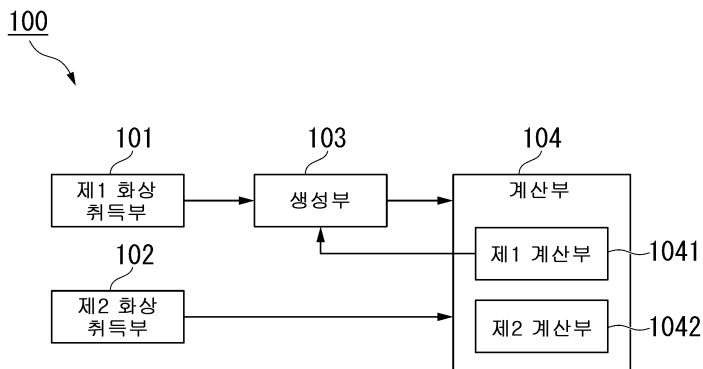 100
101
103
104
제1 화상
취득부
생성부
계산부
102
제1 계산부
1041
제2 화상
취득부
제2 계산부
1042